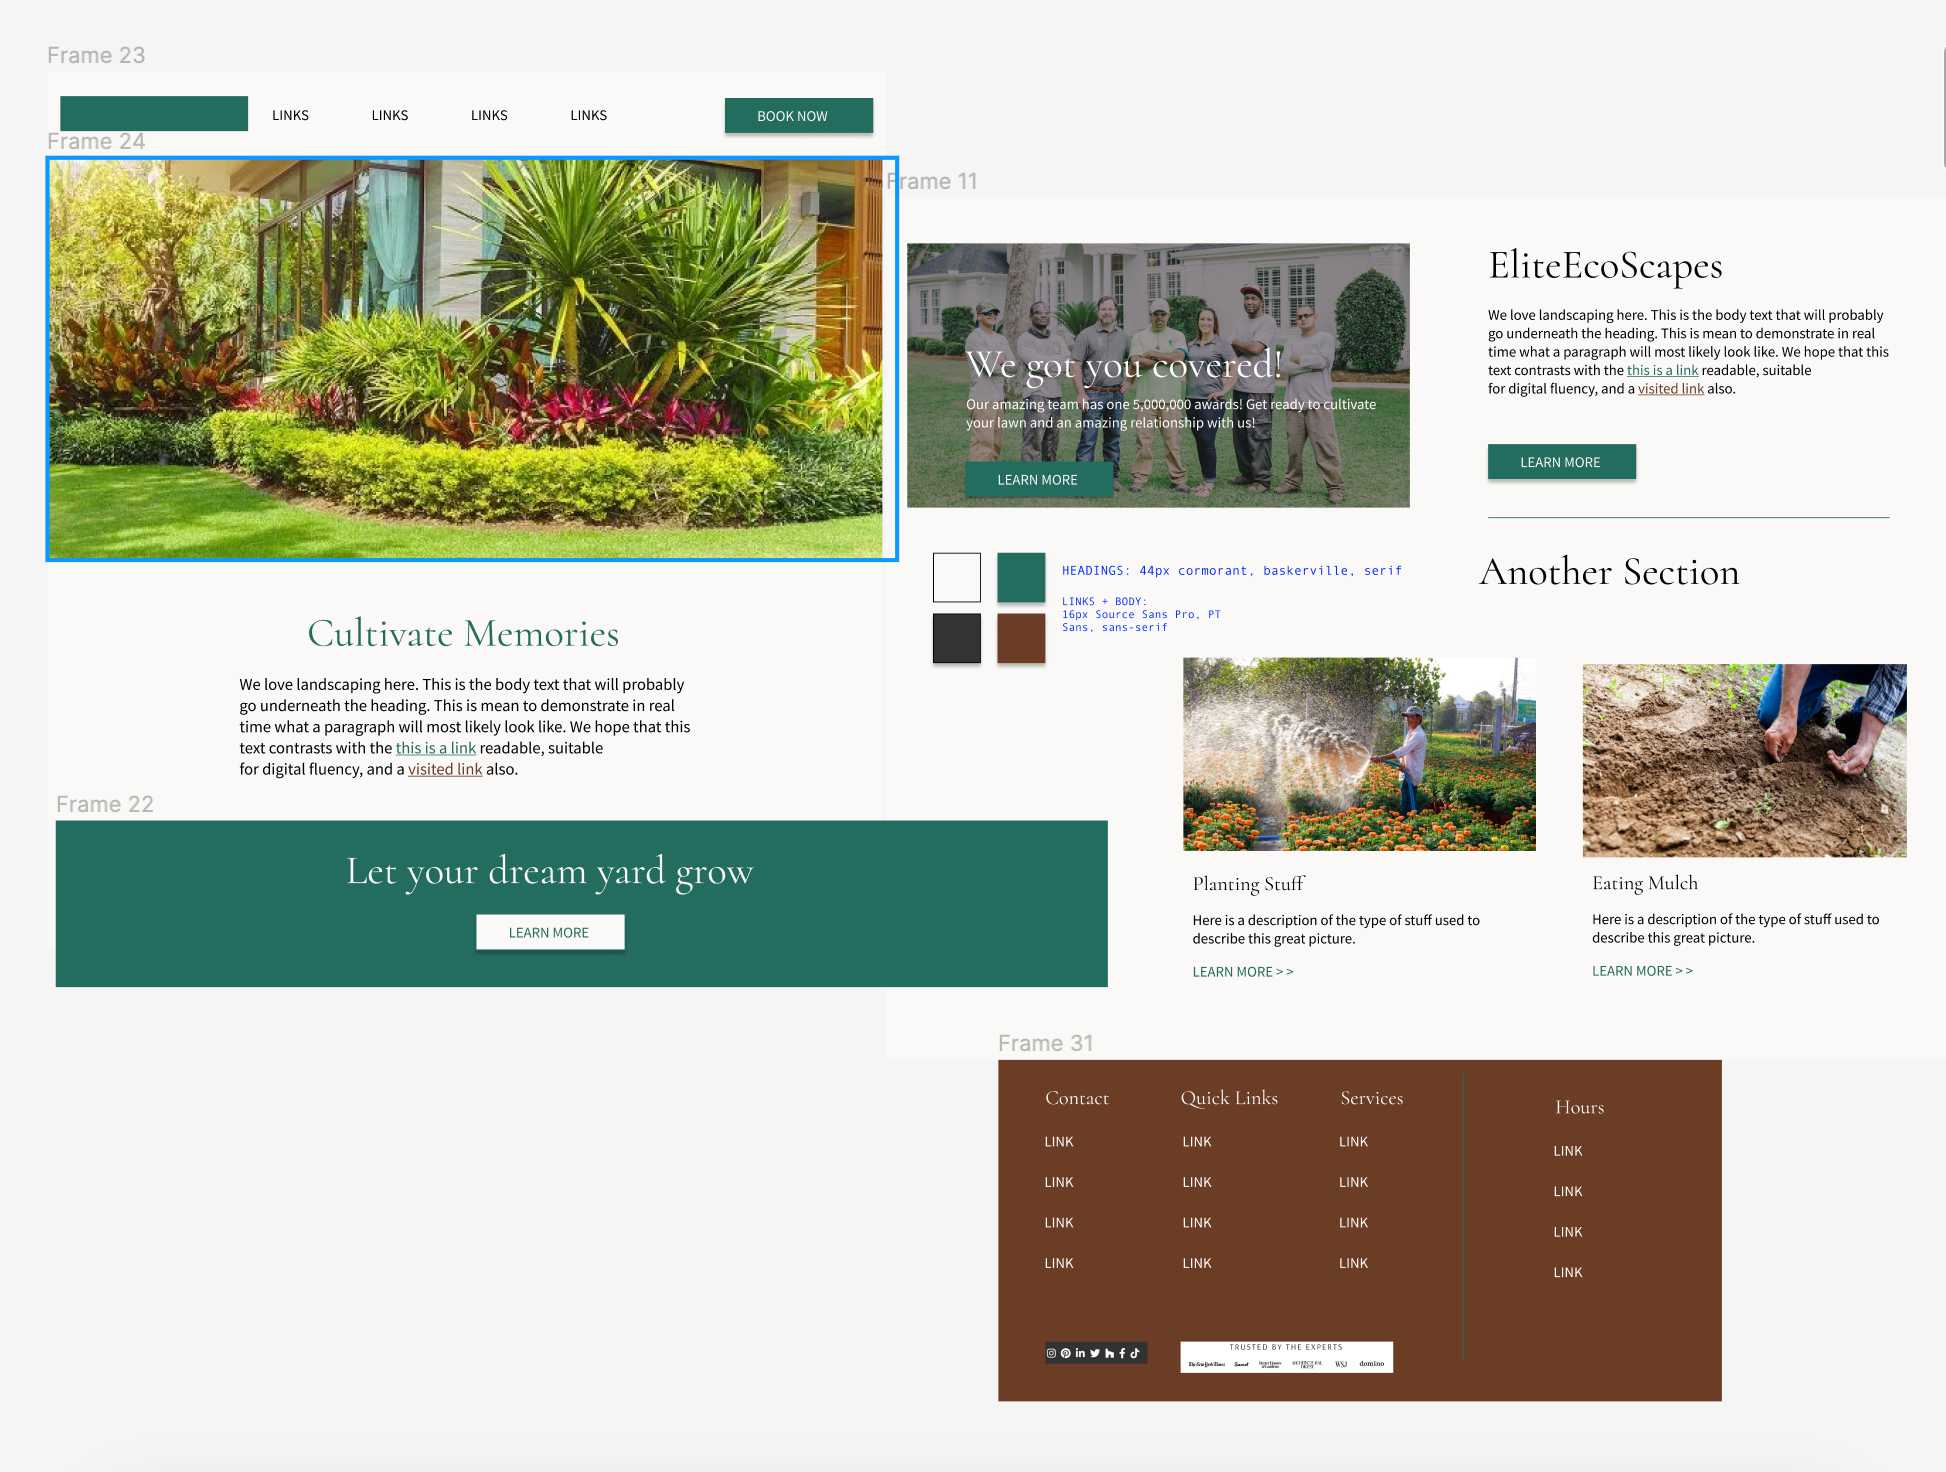 Frame 23
LINKS
LINKS
LINKS
LINKS
BOOK NOW
Frame 24
Cultivate Memories
We love landscaping here. This is the body text that will probably
go underneath the heading. This is mean to demonstrate in real
time what a paragraph will most likely look like. We hope that this
text contrasts with the this is a link readable, suitable
for digital fluency, and a visited link also.
Frame 22
Let your dream yard grow
LEARN MORE
Frame 11
We got you covered!
Our amazing team has one 5,000,000 awards! Get ready to cultivate
your lawn and an amazing relationship with us!
LEARN MORE
EliteEcoScapes
We love landscaping here. This is the body text that will probably
go underneath the heading. This is mean to demonstrate in real
time what a paragraph will most likely look like. We hope that this
text contrasts with the this is a link readable, suitable
for digital fluency, and a visited link also.
LEARN MORE
HEADINGS: 44px cormorant, baskerville, serif
LINKS + BODY:
16px Source Sans Pro, PT
Sans, sans-serif
Another Section
Planting Stuff
Here is a description of the type of stuff used to
describe this great picture.
LEARN MORE > >
Eating Mulch
Here is a description of the type of stuff used to
describe this great picture.
LEARN MORE > >
Frame 31
Contact
LINK
LINK
LINK
LINK
Quick Links
LINK
LINK
LINK
LINK
Services
LINK
LINK
LINK
LINK
Hours
LINK
LINK
LINK
LINK
TRUSTED BY THE EXPERTS
The New York Times
Sunset
WSJ
domino